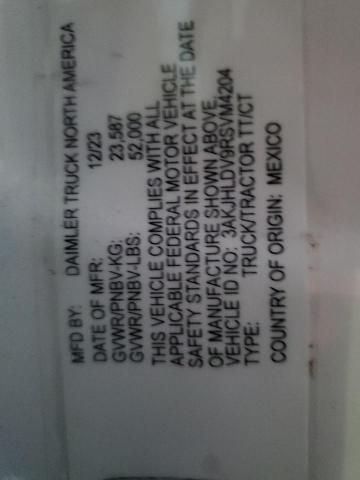 MFD BY: DAIMLER TRUCK NORTH AMERICA
DATE OF MFR: 12/23
GVWR/PNBV-KG: 23,587
GVWR/PNBV-LBS: 52,000
THIS VEHICLE COMPLIES WITH ALL
APPLICABLE FEDERAL MOTOR VEHICLE
SAFETY STANDARDS IN EFFECT AT THE DATE
OF MANUFACTURE SHOWN ABOVE.
VEHICLE ID NO: 3AKJHLDV9RSVM4204
TYPE: TRUCK/TRACTOR TT/CT
COUNTRY OF ORIGIN: MEXICO